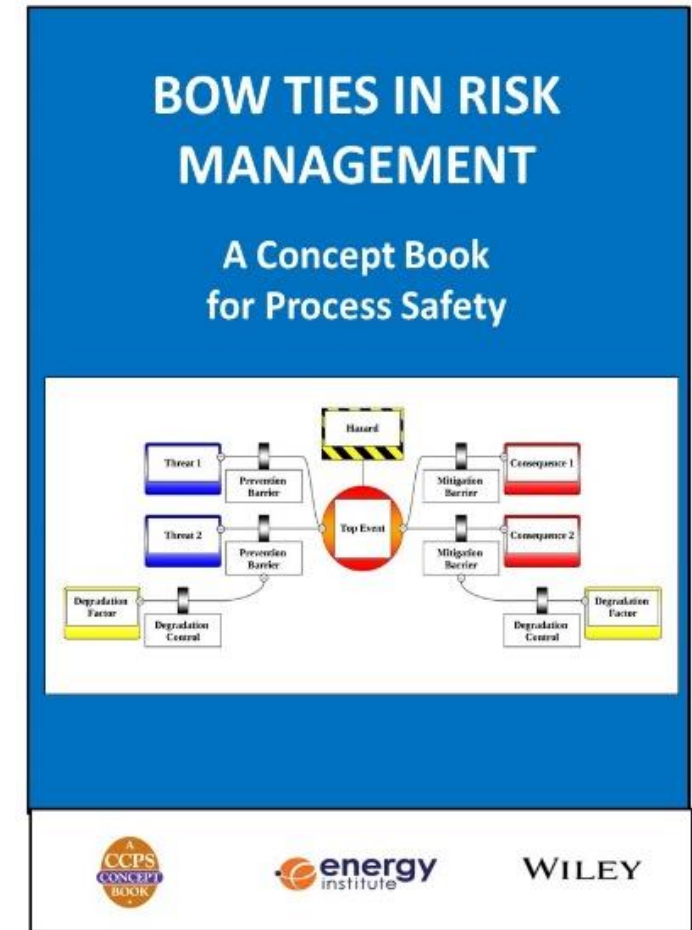 BOW TIES IN RISK
MANAGEMENT
A Concept Book
for Process Safety
Hazard
Threat 1
Prevention
Barrier
Mitigation
Barrier
Consequence 1
Threat 2
Prevention
Barrier
Top Event
Mitigation
Barrier
Consequence 2
Degradation
Factor
Degradation
Control
Degradation
Control
Degradation
Factor
A
CCPS
CONCEPT
BOOK
energy
institute
WILEY